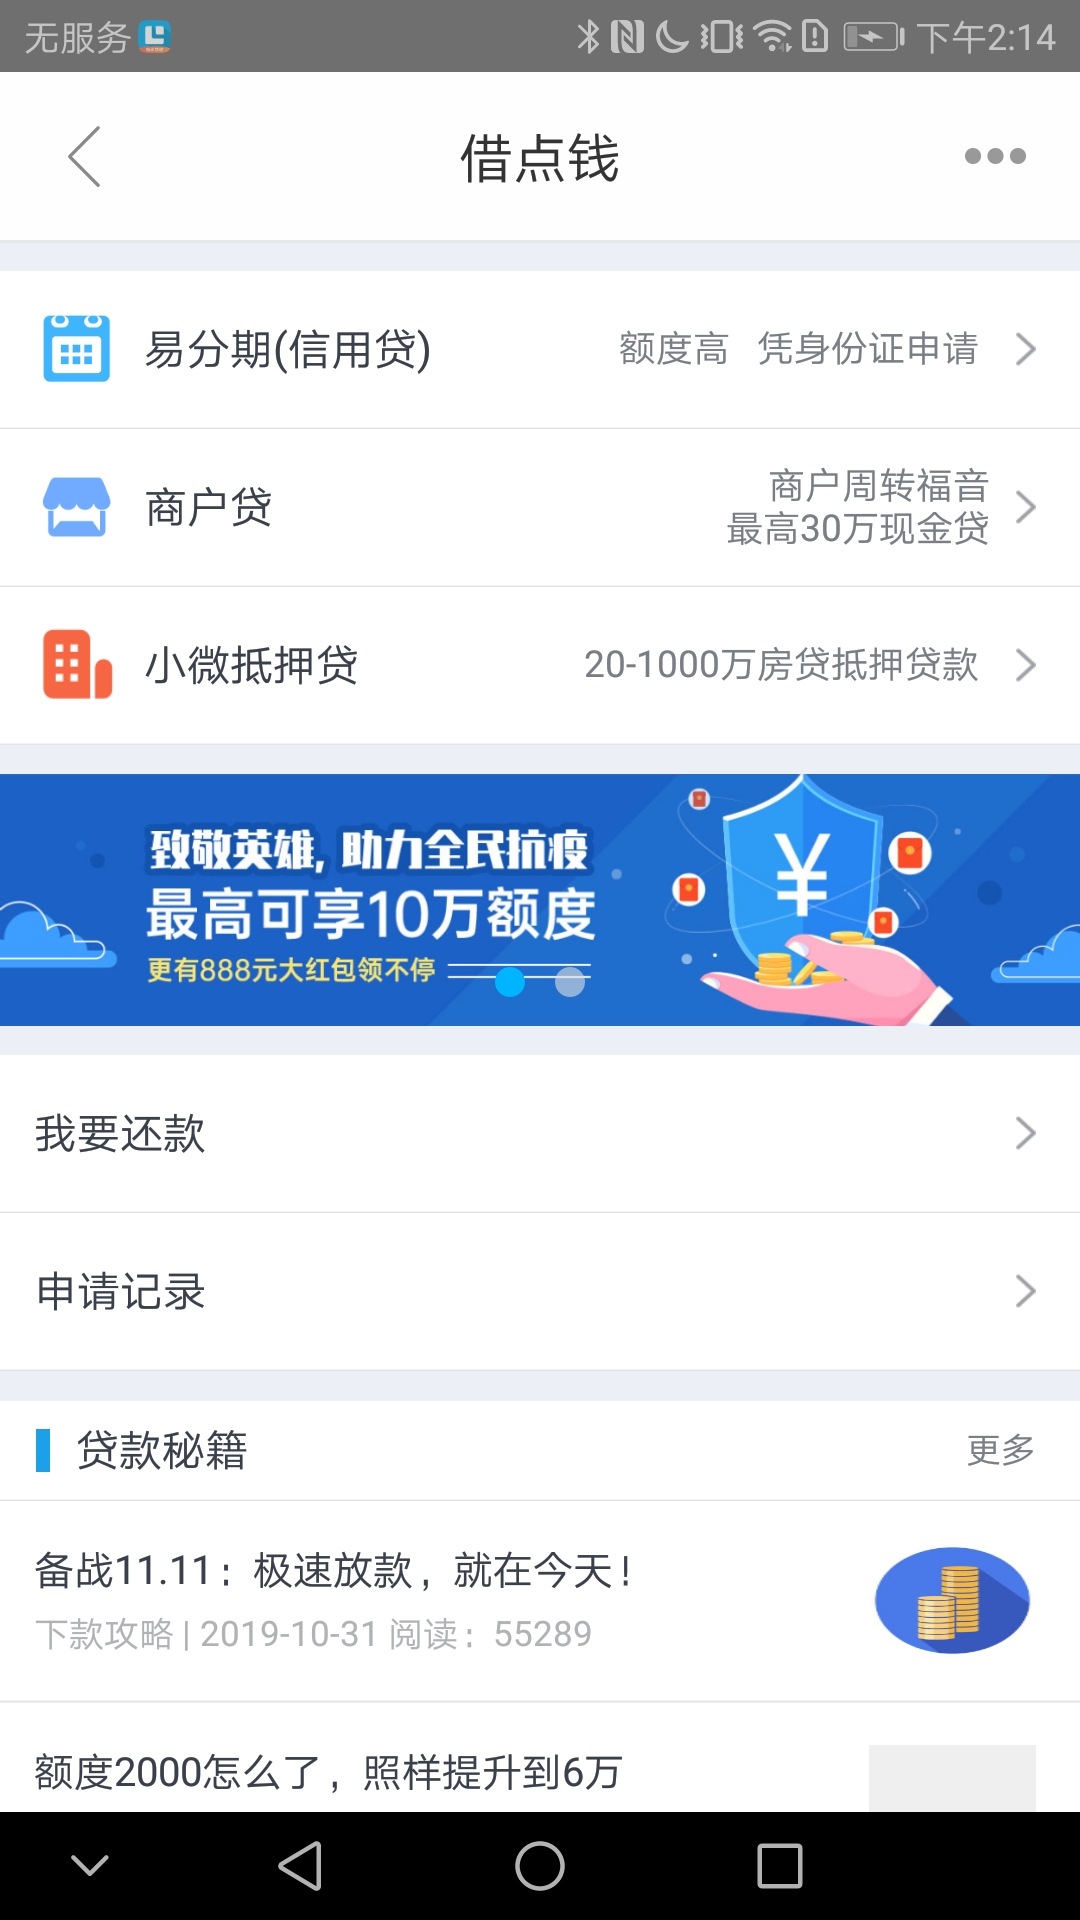 无服务
下午2:14
借点钱
易分期(信用贷)
额度高 凭身份证申请
商户贷
商户周转福音
最高30万现金贷
小微抵押贷
20-1000万房贷抵押贷款
致敬英雄, 助力全民抗疫
最高可享10万额度
更有888元大红包领不停
¥
我要还款
申请记录
贷款秘籍
更多
备战11.11：极速放款，就在今天！
下款攻略 | 2019-10-31 阅读：55289
额度2000怎么了，照样提升到6万